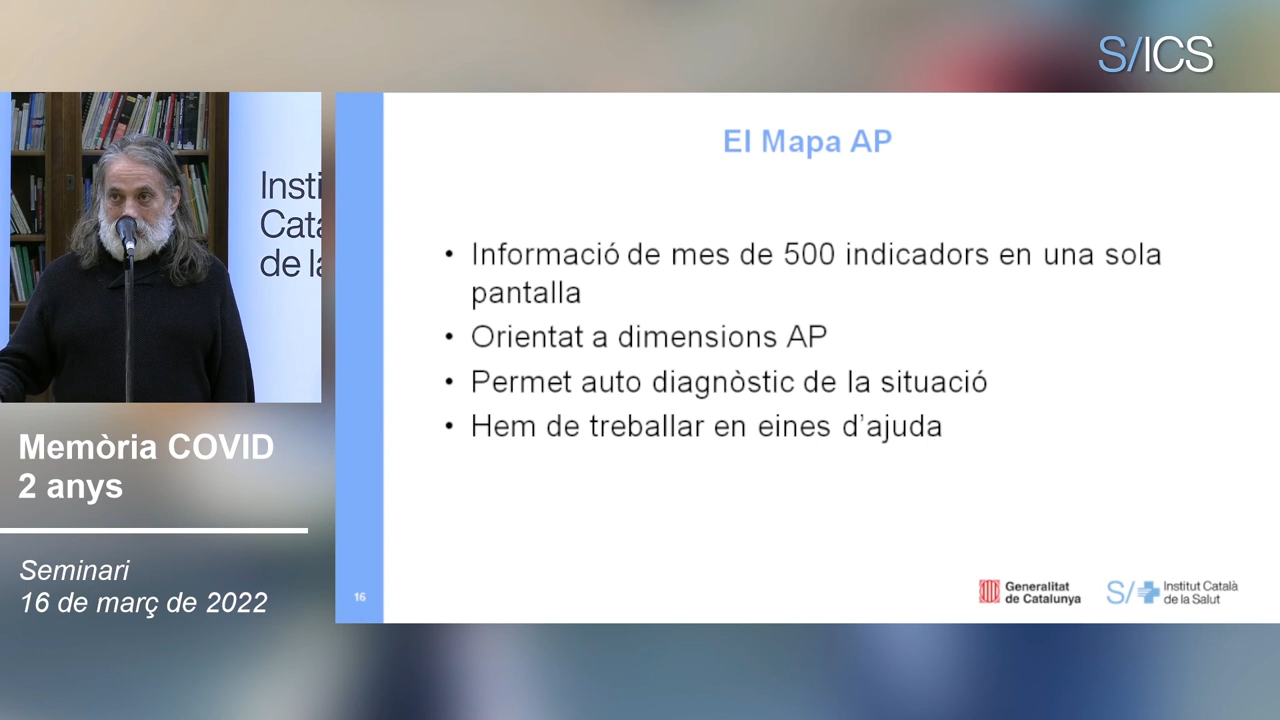 S/ICS
Insti
Cata
de la
Memòria COVID
2 anys
Seminari
16 de març de 2022
El Mapa AP
• Informació de mes de 500 indicadors en una sola
pantalla
• Orientat a dimensions AP
• Permet auto diagnòstic de la situació
• Hem de treballar en eines d’ajuda
16
Generalitat
de Catalunya
S/
Institut Català
de la Salut